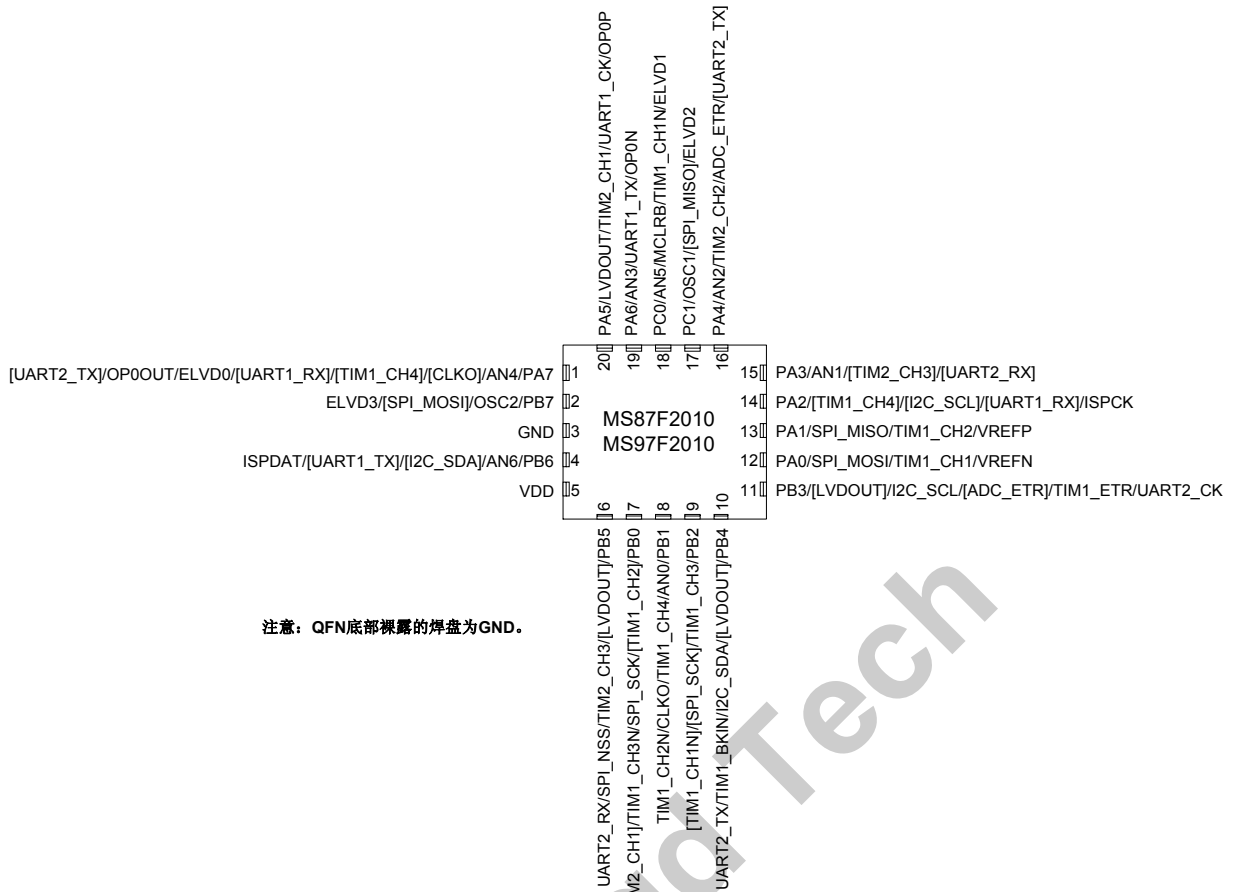 20 PA5/LVDOUT/TIM2_CH1/UART1_CK/OP0P
19 PA6/AN3/UART1_TX/OP0N
18 PC0/AN5/MCLRB/TIM1_CH1N/ELVD1
17 PC1/OSC1/[SPI_MISO]/ELVD2
16 PA4/AN2/TIM2_CH2/ADC_ETR/[UART2_TX]
[UART2_TX]/OP0OUT/ELVD0/[UART1_RX]/[TIM1_CH4]/[CLKO]/AN4/PA7 1
ELVD3/[SPI_MOSI]/OSC2/PB7 2
GND 3
ISPDAT/[UART1_TX]/[I2C_SDA]/AN6/PB6 4
VDD 5
MS87F2010
MS97F2010
15 PA3/AN1/[TIM2_CH3]/[UART2_RX]
14 PA2/[TIM1_CH4]/[I2C_SCL]/[UART1_RX]/ISPCK
13 PA1/SPI_MISO/TIM1_CH2/VREFP
12 PA0/SPI_MOSI/TIM1_CH1/VREFN
11 PB3/[LVDOUT]/I2C_SCL/[ADC_ETR]/TIM1_ETR/UART2_CK
UART2_RX/SPI_NSS/TIM2_CH3/[LVDOUT]/PB5 6
M2_CH1]/TIM1_CH3N/SPI_SCK/[TIM1_CH2]/PB0 7
TIM1_CH2N/CLKO/TIM1_CH4/AN0/PB1 8
[TIM1_CH1N]/[SPI_SCK]/TIM1_CH3/PB2 9
UART2_TX/TIM1_BKIN/I2C_SDA/[LVDOUT]/PB4 10
注意：QFN底部裸露的焊盘为GND。
d Tech